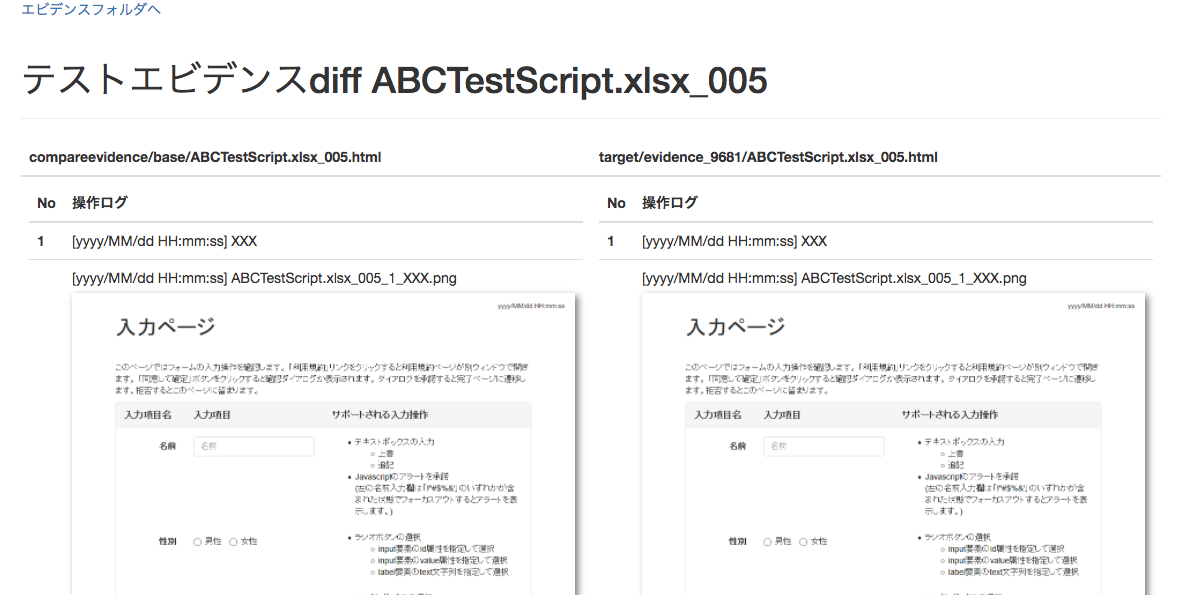 エビデンスフォルダへ
テストエビデンスdiff ABCTestScript.xlsx_005
compareevidence/base/ABCTestScript.xlsx_005.html
target/evidence_9681/ABCTestScript.xlsx_005.html
No 操作ログ
1 [yyyy/MM/dd HH:mm:ss] XXX
[yyyy/MM/dd HH:mm:ss] ABCTestScript.xlsx_005_1_XXX.png
yyyy/MM/dd HH:mm:ss
入力ページ
このページではフォームの入力操作を確認します。「利用規約」リンクをクリックすると利用規約ページが別ウィンドウで開き
ます。「同意して確定」ボタンをクリックすると確認ダイアログが表示されます。ダイアログを承諾すると完了ページに遷移し
ます。拒否するとこのページに留まります。
入力項目名 入力項目 サポートされる入力操作
名前 名前
テキストボックスの入力
上書
追記
Javascriptのアラートを承諾
(左の名前入力欄は「!"#$%&'」のいずれかが含
まれた状態でフォーカスアウトするとアラートを表
示します。)
性別 男性 女性
ラジオボタンの選択
input要素のid属性を指定して選択
input要素のvalue属性を指定して選択
label要素のtext文字列を指定して選択
No 操作ログ
1 [yyyy/MM/dd HH:mm:ss] XXX
[yyyy/MM/dd HH:mm:ss] ABCTestScript.xlsx_005_1_XXX.png
yyyy/MM/dd HH:mm:ss
入力ページ
このページではフォームの入力操作を確認します。「利用規約」リンクをクリックすると利用規約ページが別ウィンドウで開き
ます。「同意して確定」ボタンをクリックすると確認ダイアログが表示されます。ダイアログを承諾すると完了ページに遷移し
ます。拒否するとこのページに留まります。
入力項目名 入力項目 サポートされる入力操作
名前 名前
テキストボックスの入力
上書
追記
Javascriptのアラートを承諾
(左の名前入力欄は「!"#$%&'」のいずれかが含
まれた状態でフォーカスアウトするとアラートを表
示します。)
性別 男性 女性
ラジオボタンの選択
input要素のid属性を指定して選択
input要素のvalue属性を指定して選択
label要素のtext文字列を指定して選択